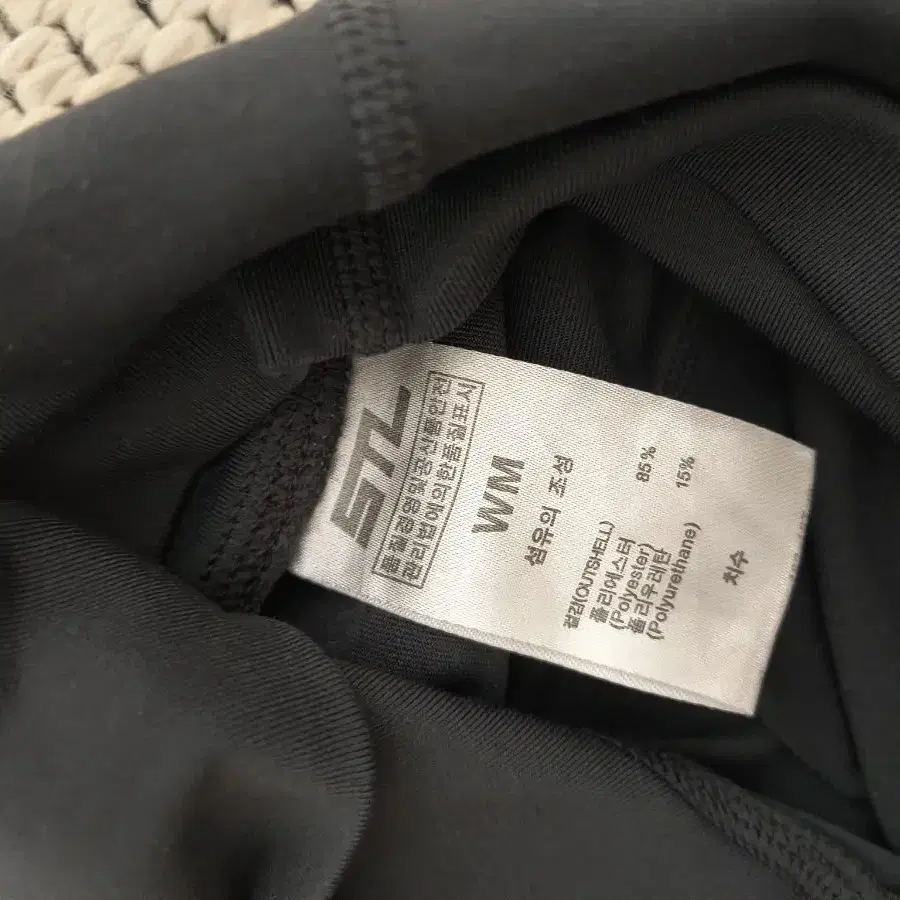 STL
품질경영및공산품안전
관리법에의한품질표시
WM
섬유의 조성
겉감(OUTSHELL)
폴리에스터 85%
(Polyester)
폴리우레탄 15%
(Polyurethane)
치수